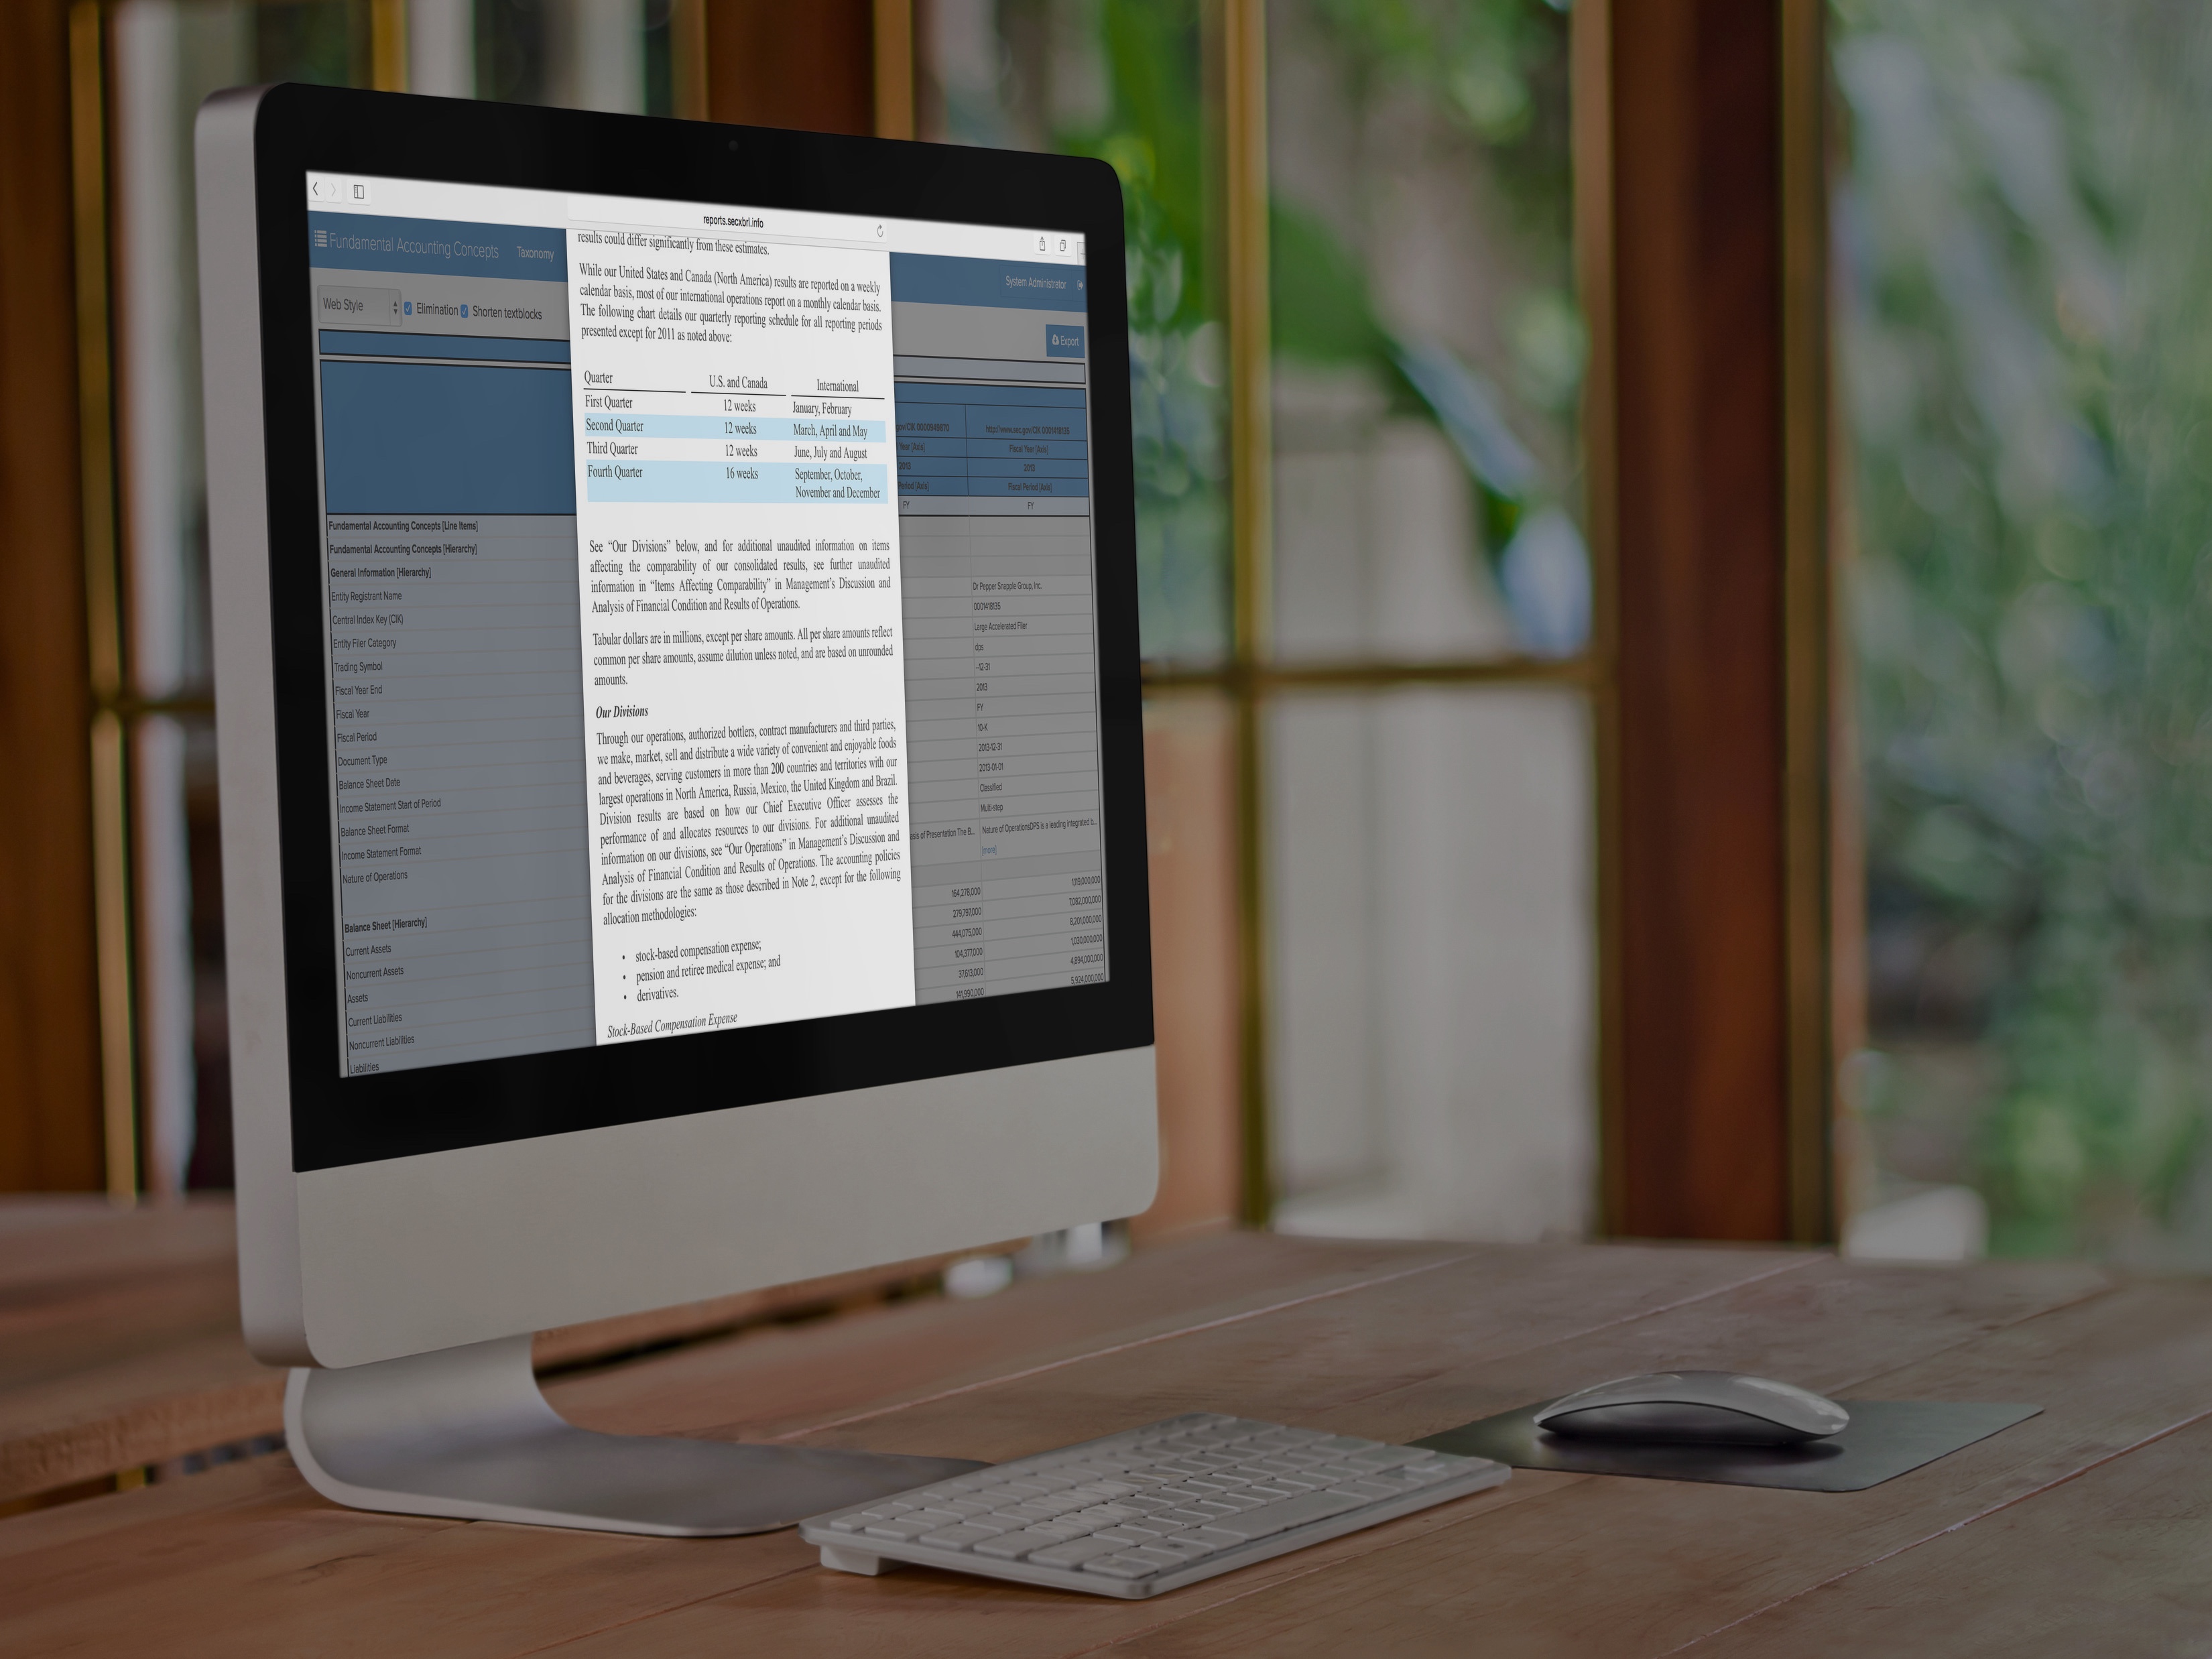 reports.secxbrl.info
Fundamental Accounting Concepts
Taxonomy
System Administrator
Web Style
Elimination
Shorten textblocks
Export
results could differ significantly from these estimates.
While our United States and Canada (North America) results are reported on a weekly
calendar basis, most of our international operations report on a monthly calendar basis.
The following chart details our quarterly reporting schedule for all reporting periods
presented except for 2011 as noted above:
Quarter U.S. and Canada International
First Quarter 12 weeks January, February
Second Quarter 12 weeks March, April and May
Third Quarter 12 weeks June, July and August
Fourth Quarter 16 weeks September, October,
November and December
See “Our Divisions” below, and for additional unaudited information on items
affecting the comparability of our consolidated results, see further unaudited
information in “Items Affecting Comparability” in Management’s Discussion and
Analysis of Financial Condition and Results of Operations.
Tabular dollars are in millions, except per share amounts. All per share amounts reflect
common per share amounts, assume dilution unless noted, and are based on unrounded
amounts.
Our Divisions
Through our operations, authorized bottlers, contract manufacturers and third parties,
we make, market, sell and distribute a wide variety of convenient and enjoyable foods
and beverages, serving customers in more than 200 countries and territories with our
largest operations in North America, Russia, Mexico, the United Kingdom and Brazil.
Division results are based on how our Chief Executive Officer assesses the
performance of and allocates resources to our divisions. For additional unaudited
information on our divisions, see “Our Operations” in Management’s Discussion and
Analysis of Financial Condition and Results of Operations. The accounting policies
for the divisions are the same as those described in Note 2, except for the following
allocation methodologies:
• stock-based compensation expense;
• pension and retiree medical expense; and
• derivatives.
Stock-Based Compensation Expense
Fundamental Accounting Concepts [Line Items]
Fundamental Accounting Concepts [Hierarchy]
General Information [Hierarchy]
Entity Registrant Name
Central Index Key (CIK)
Entity Filer Category
Trading Symbol
Fiscal Year End
Fiscal Year
Fiscal Period
Document Type
Balance Sheet Date
Income Statement Start of Period
Balance Sheet Format
Income Statement Format
Nature of Operations
Balance Sheet [Hierarchy]
Current Assets
Noncurrent Assets
Assets
Current Liabilities
Noncurrent Liabilities
Liabilities
gov/CIK 0000949870
Year [Axis]
2013
Period [Axis]
FY
asis of Presentation The B...
164,278,000
279,797,000
444,075,000
104,377,000
37,613,000
141,990,000
http://www.sec.gov/CIK 0001418135
Fiscal Year [Axis]
2013
Fiscal Period [Axis]
FY
Dr Pepper Snapple Group, Inc.
0001418135
Large Accelerated Filer
dps
--12-31
2013
FY
10-K
2013-12-31
2013-01-01
Classified
Multi-step
Nature of OperationsDPS is a leading integrated b...
[more]
1,119,000,000
7,082,000,000
8,201,000,000
1,030,000,000
4,894,000,000
5,924,000,000